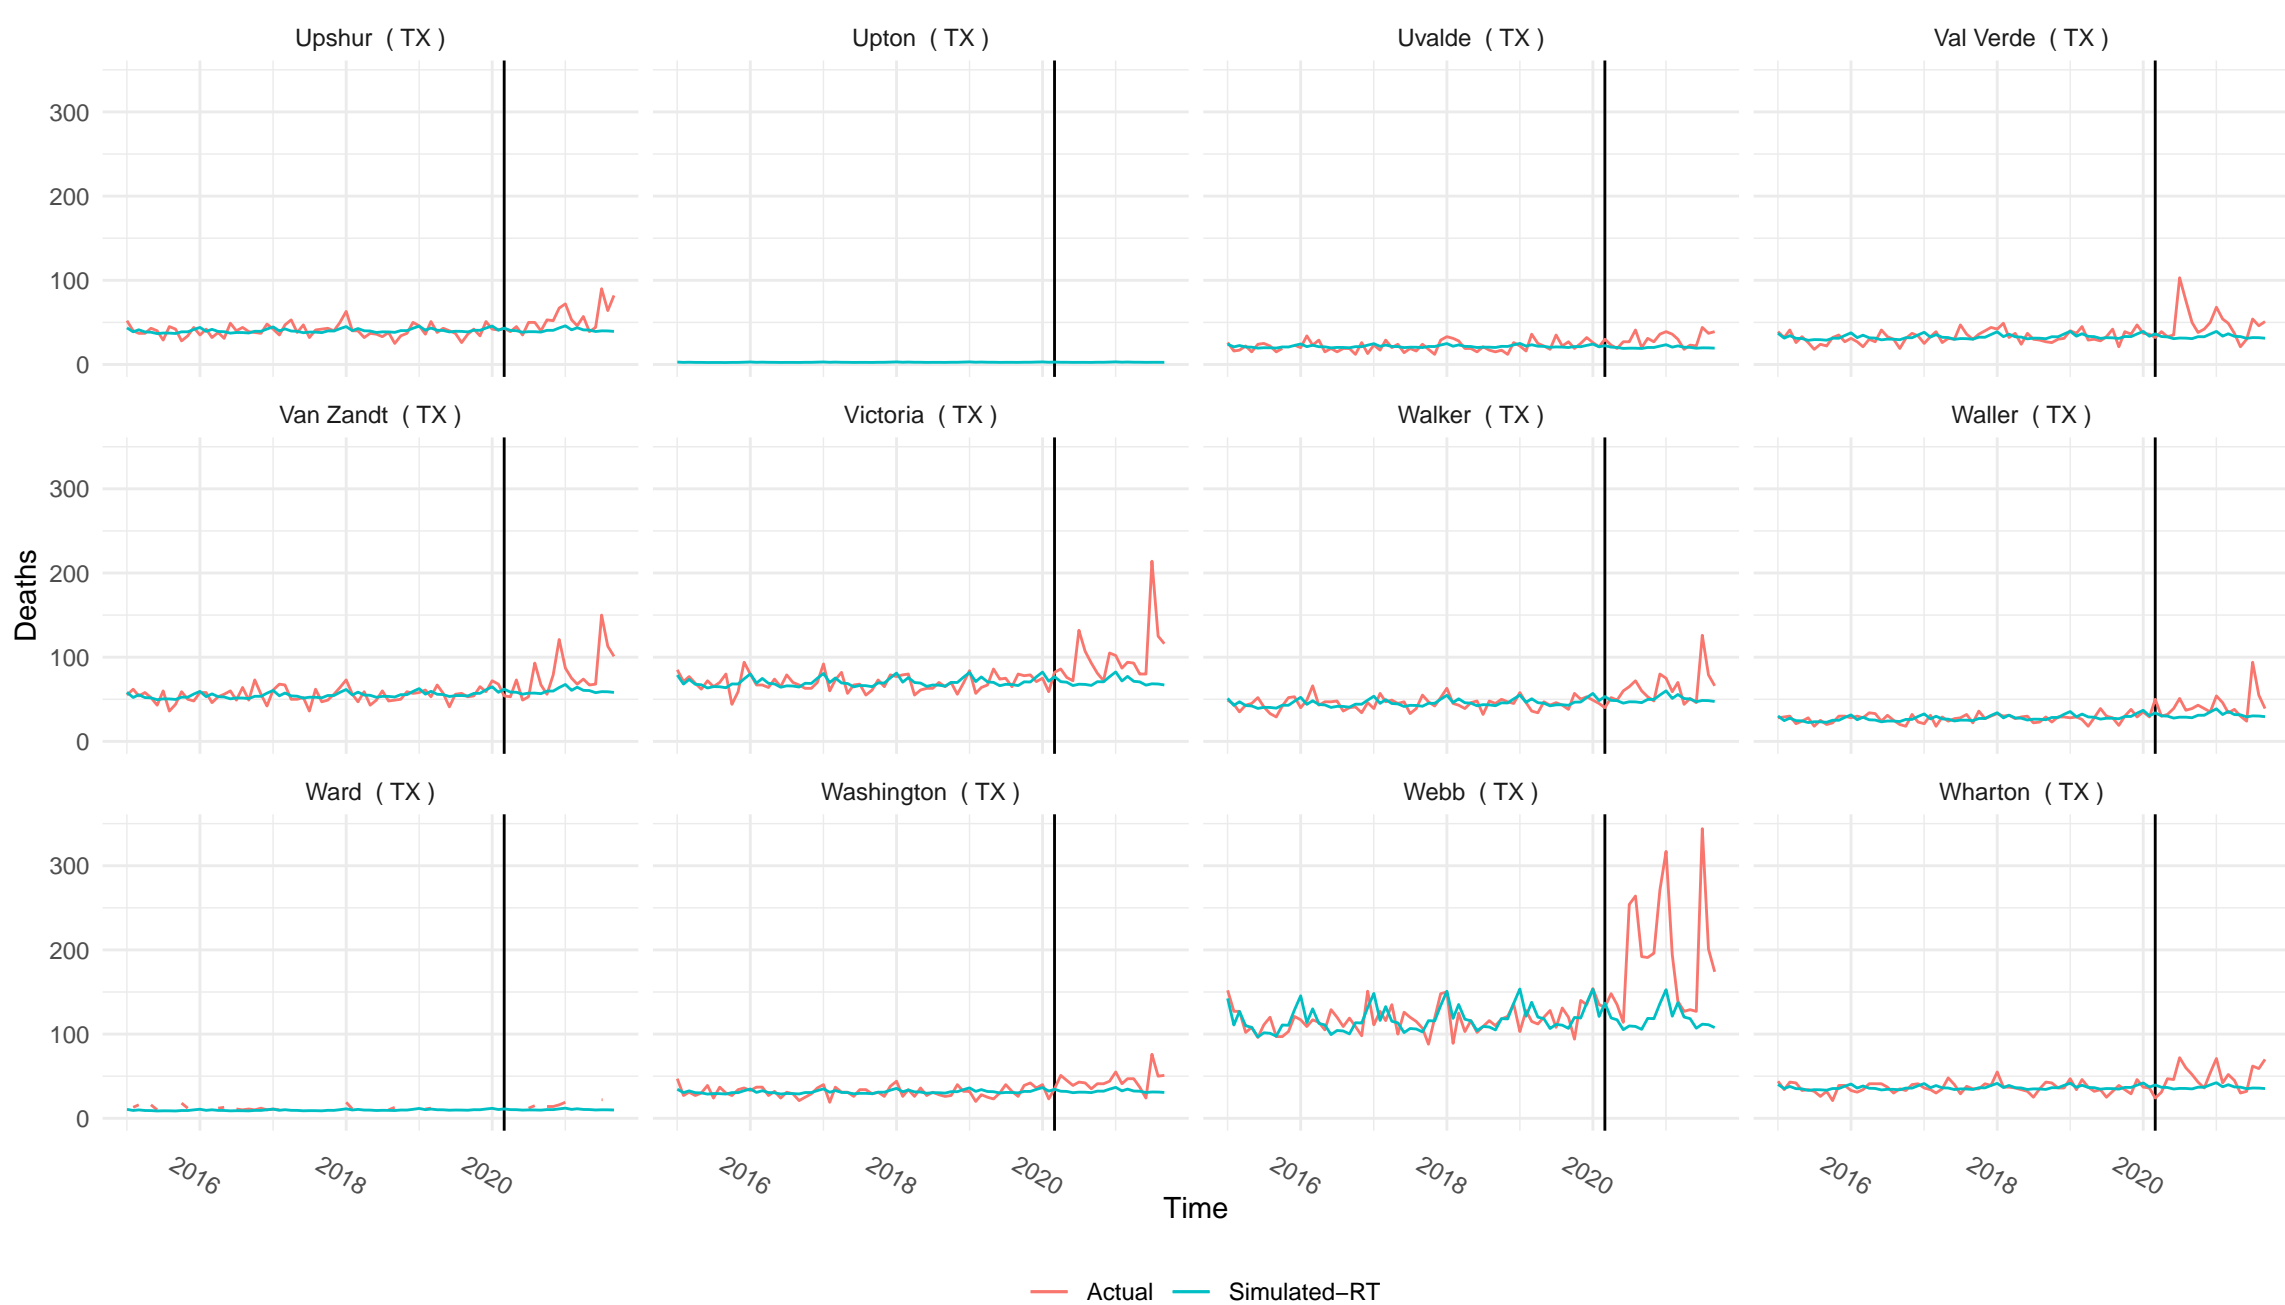 Upshur ( TX )
Upton ( TX )
Uvalde ( TX )
Val Verde ( TX )
300
200
100
0
Van Zandt ( TX )
Victoria ( TX )
Walker ( TX )
Waller ( TX )
300
200
100
0
Deaths
Ward ( TX )
Washington ( TX )
Webb ( TX )
Wharton ( TX )
300
200
100
0
2016
2018
2020
2016
2018
2020
2016
2018
2020
2016
2018
2020
Time
Actual
Simulated−RT